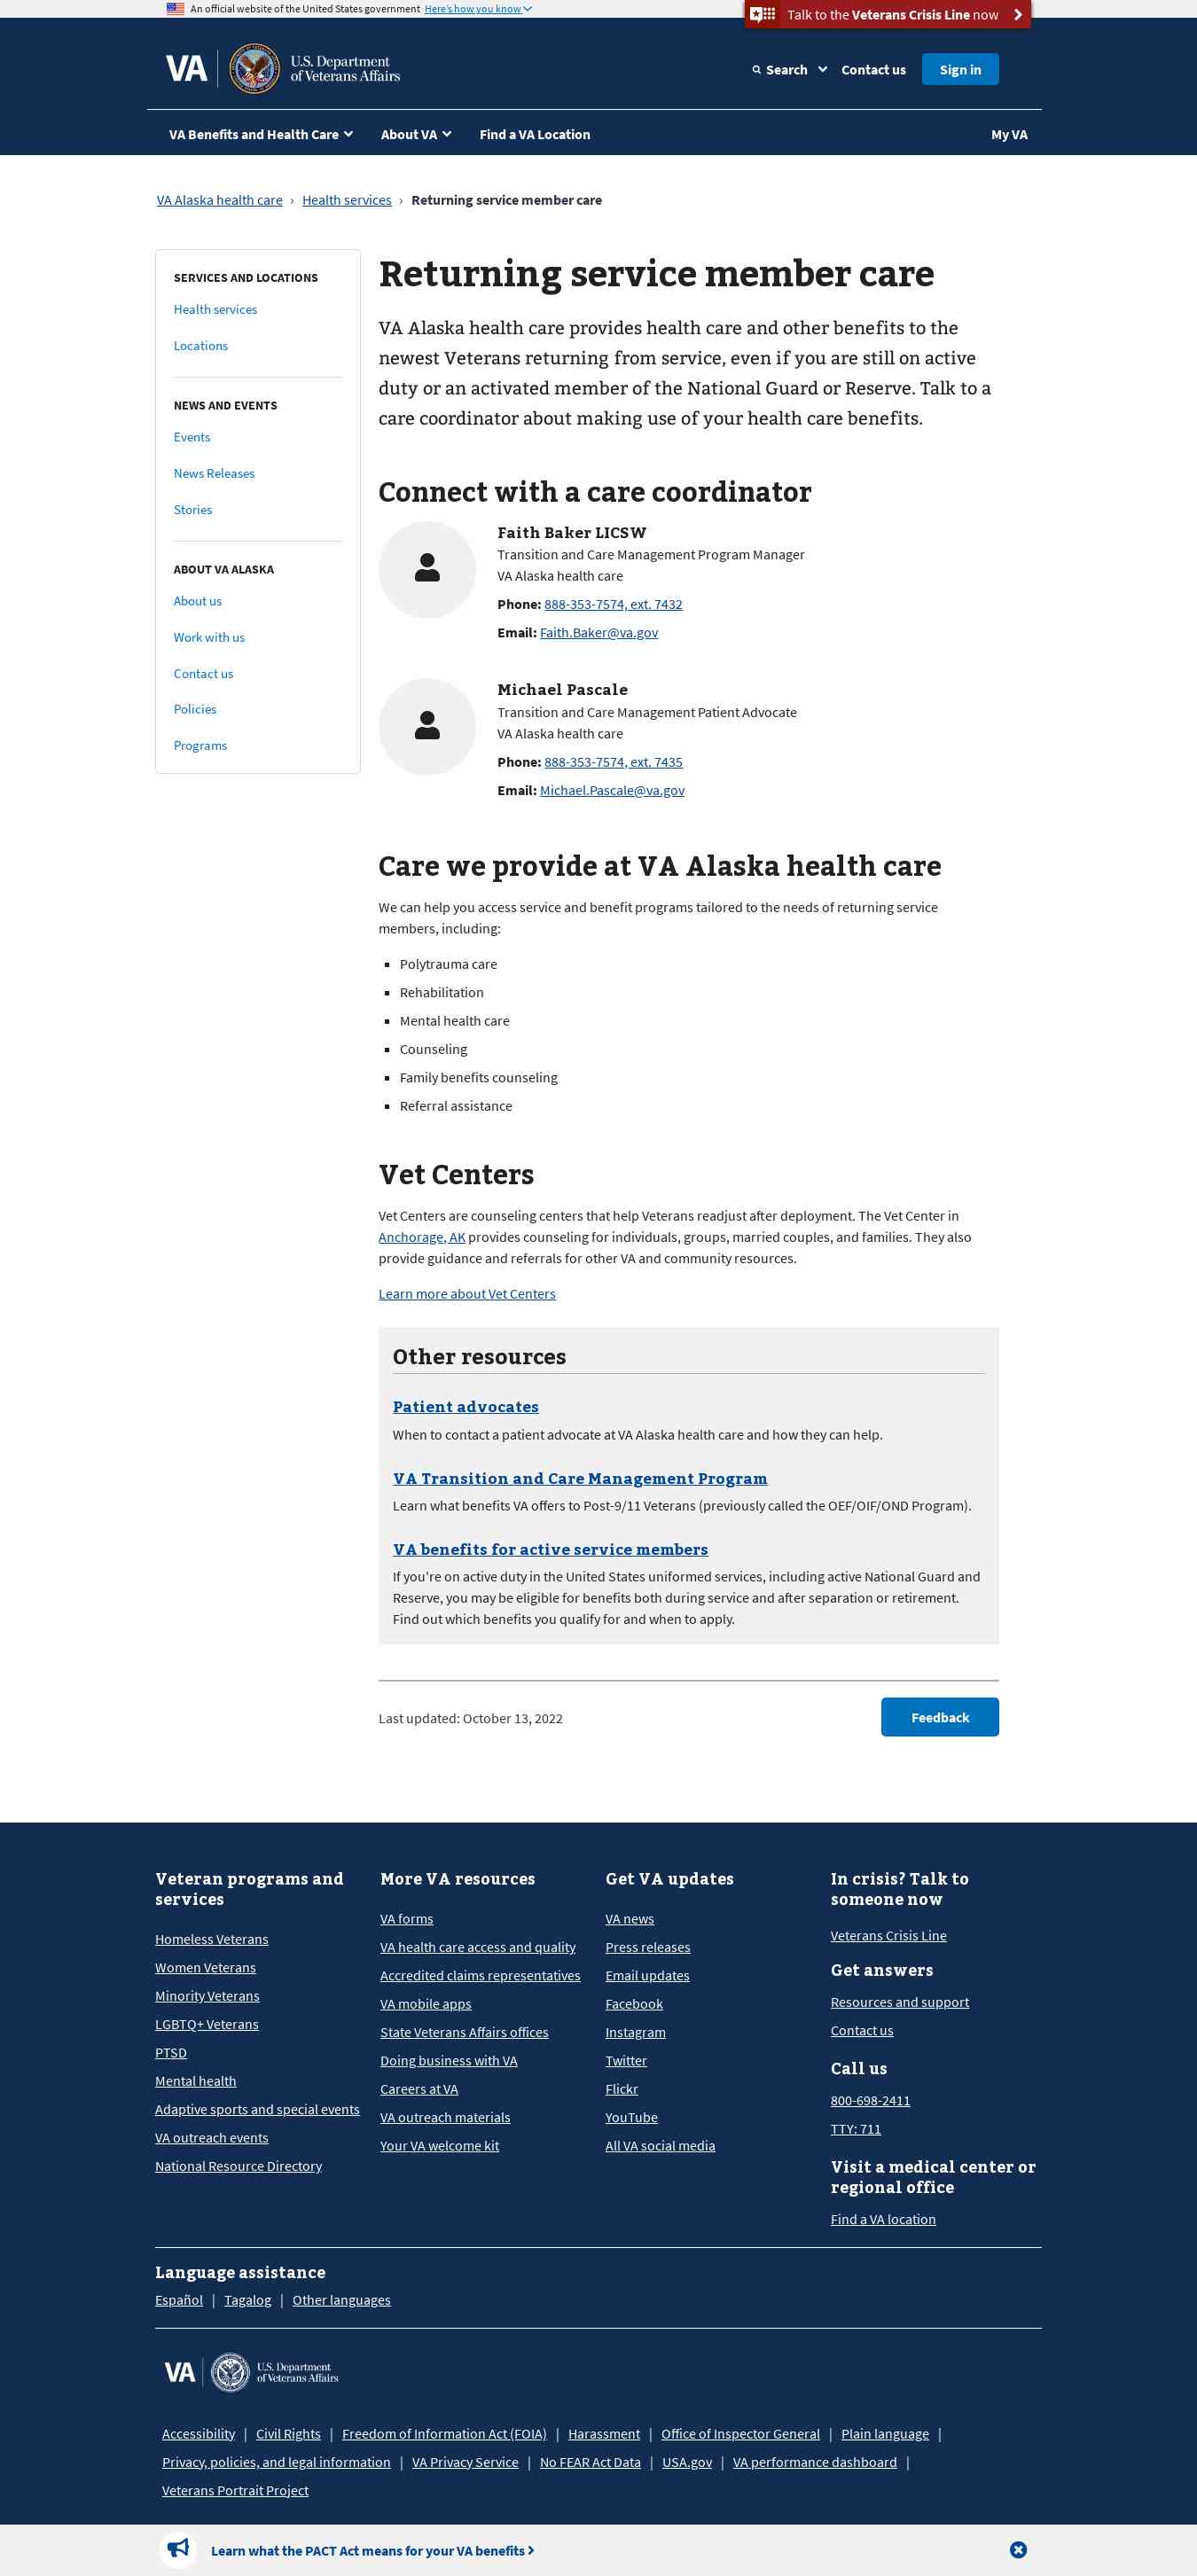 An official website of the United States government Here's how you know
Talk to the Veterans Crisis Line now
VA
U.S. Department
of Veterans Affairs
Search
Contact us
Sign in
VA Benefits and Health Care
About VA
Find a VA Location
My VA
VA Alaska health care › Health services › Returning service member care
SERVICES AND LOCATIONS
Health services
Locations
NEWS AND EVENTS
Events
News Releases
Stories
ABOUT VA ALASKA
About us
Work with us
Contact us
Policies
Programs
Returning service member care
VA Alaska health care provides health care and other benefits to the
newest Veterans returning from service, even if you are still on active
duty or an activated member of the National Guard or Reserve. Talk to a
care coordinator about making use of your health care benefits.
Connect with a care coordinator
Faith Baker LICSW
Transition and Care Management Program Manager
VA Alaska health care
Phone: 888-353-7574, ext. 7432
Email: Faith.Baker@va.gov
Michael Pascale
Transition and Care Management Patient Advocate
VA Alaska health care
Phone: 888-353-7574, ext. 7435
Email: Michael.Pascale@va.gov
Care we provide at VA Alaska health care
We can help you access service and benefit programs tailored to the needs of returning service
members, including:
Polytrauma care
Rehabilitation
Mental health care
Counseling
Family benefits counseling
Referral assistance
Vet Centers
Vet Centers are counseling centers that help Veterans readjust after deployment. The Vet Center in
Anchorage, AK provides counseling for individuals, groups, married couples, and families. They also
provide guidance and referrals for other VA and community resources.
Learn more about Vet Centers
Other resources
Patient advocates
When to contact a patient advocate at VA Alaska health care and how they can help.
VA Transition and Care Management Program
Learn what benefits VA offers to Post-9/11 Veterans (previously called the OEF/OIF/OND Program).
VA benefits for active service members
If you're on active duty in the United States uniformed services, including active National Guard and
Reserve, you may be eligible for benefits both during service and after separation or retirement.
Find out which benefits you qualify for and when to apply.
Last updated: October 13, 2022
Feedback
Veteran programs and
services
Homeless Veterans
Women Veterans
Minority Veterans
LGBTQ+ Veterans
PTSD
Mental health
Adaptive sports and special events
VA outreach events
National Resource Directory
More VA resources
VA forms
VA health care access and quality
Accredited claims representatives
VA mobile apps
State Veterans Affairs offices
Doing business with VA
Careers at VA
VA outreach materials
Your VA welcome kit
Get VA updates
VA news
Press releases
Email updates
Facebook
Instagram
Twitter
Flickr
YouTube
All VA social media
In crisis? Talk to
someone now
Veterans Crisis Line
Get answers
Resources and support
Contact us
Call us
800-698-2411
TTY: 711
Visit a medical center or
regional office
Find a VA location
Language assistance
Español | Tagalog | Other languages
VA
U.S. Department
of Veterans Affairs
Accessibility | Civil Rights | Freedom of Information Act (FOIA) | Harassment | Office of Inspector General | Plain language |
Privacy, policies, and legal information | VA Privacy Service | No FEAR Act Data | USA.gov | VA performance dashboard |
Veterans Portrait Project
Learn what the PACT Act means for your VA benefits